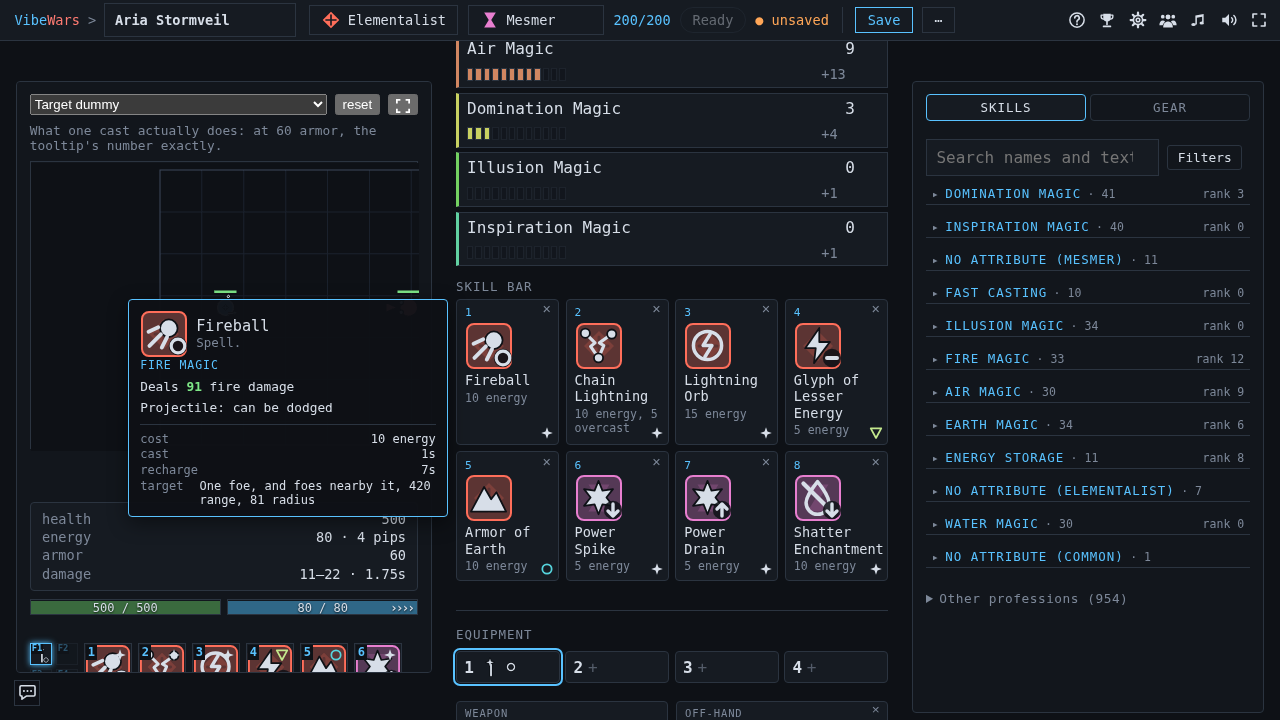 VibeWars > Aria Stormveil Elementalist Mesmer 200/200 Ready ● unsaved Save ⋯
Target dummy reset
What one cast actually does: at 60 armor, the
tooltip's number exactly.
Fireball
Spell.
FIRE MAGIC
Deals 91 fire damage
Projectile: can be dodged
cost 10 energy
cast 1s
recharge 7s
target One foe, and foes nearby it, 420
range, 81 radius
health 500
energy 80 · 4 pips
armor 60
damage 11–22 · 1.75s
500 / 500 80 / 80 ››››
F1 F2 1 2 3 4 5 6
Air Magic 9
+13
Domination Magic 3
+4
Illusion Magic 0
+1
Inspiration Magic 0
+1
SKILL BAR
1 ×
Fireball
10 energy
2 ×
Chain
Lightning
10 energy, 5
overcast
3 ×
Lightning
Orb
15 energy
4 ×
Glyph of
Lesser
Energy
5 energy
5 ×
Armor of
Earth
10 energy
6 ×
Power
Spike
5 energy
7 ×
Power
Drain
5 energy
8 ×
Shatter
Enchantment
10 energy
EQUIPMENT
1 2 + 3 + 4 +
WEAPON OFF-HAND ×
SKILLS GEAR
Search names and text Filters
▸ DOMINATION MAGIC · 41 rank 3
▸ INSPIRATION MAGIC · 40 rank 0
▸ NO ATTRIBUTE (MESMER) · 11
▸ FAST CASTING · 10 rank 0
▸ ILLUSION MAGIC · 34 rank 0
▸ FIRE MAGIC · 33 rank 12
▸ AIR MAGIC · 30 rank 9
▸ EARTH MAGIC · 34 rank 6
▸ ENERGY STORAGE · 11 rank 8
▸ NO ATTRIBUTE (ELEMENTALIST) · 7
▸ WATER MAGIC · 30 rank 0
▸ NO ATTRIBUTE (COMMON) · 1
▶ Other professions (954)